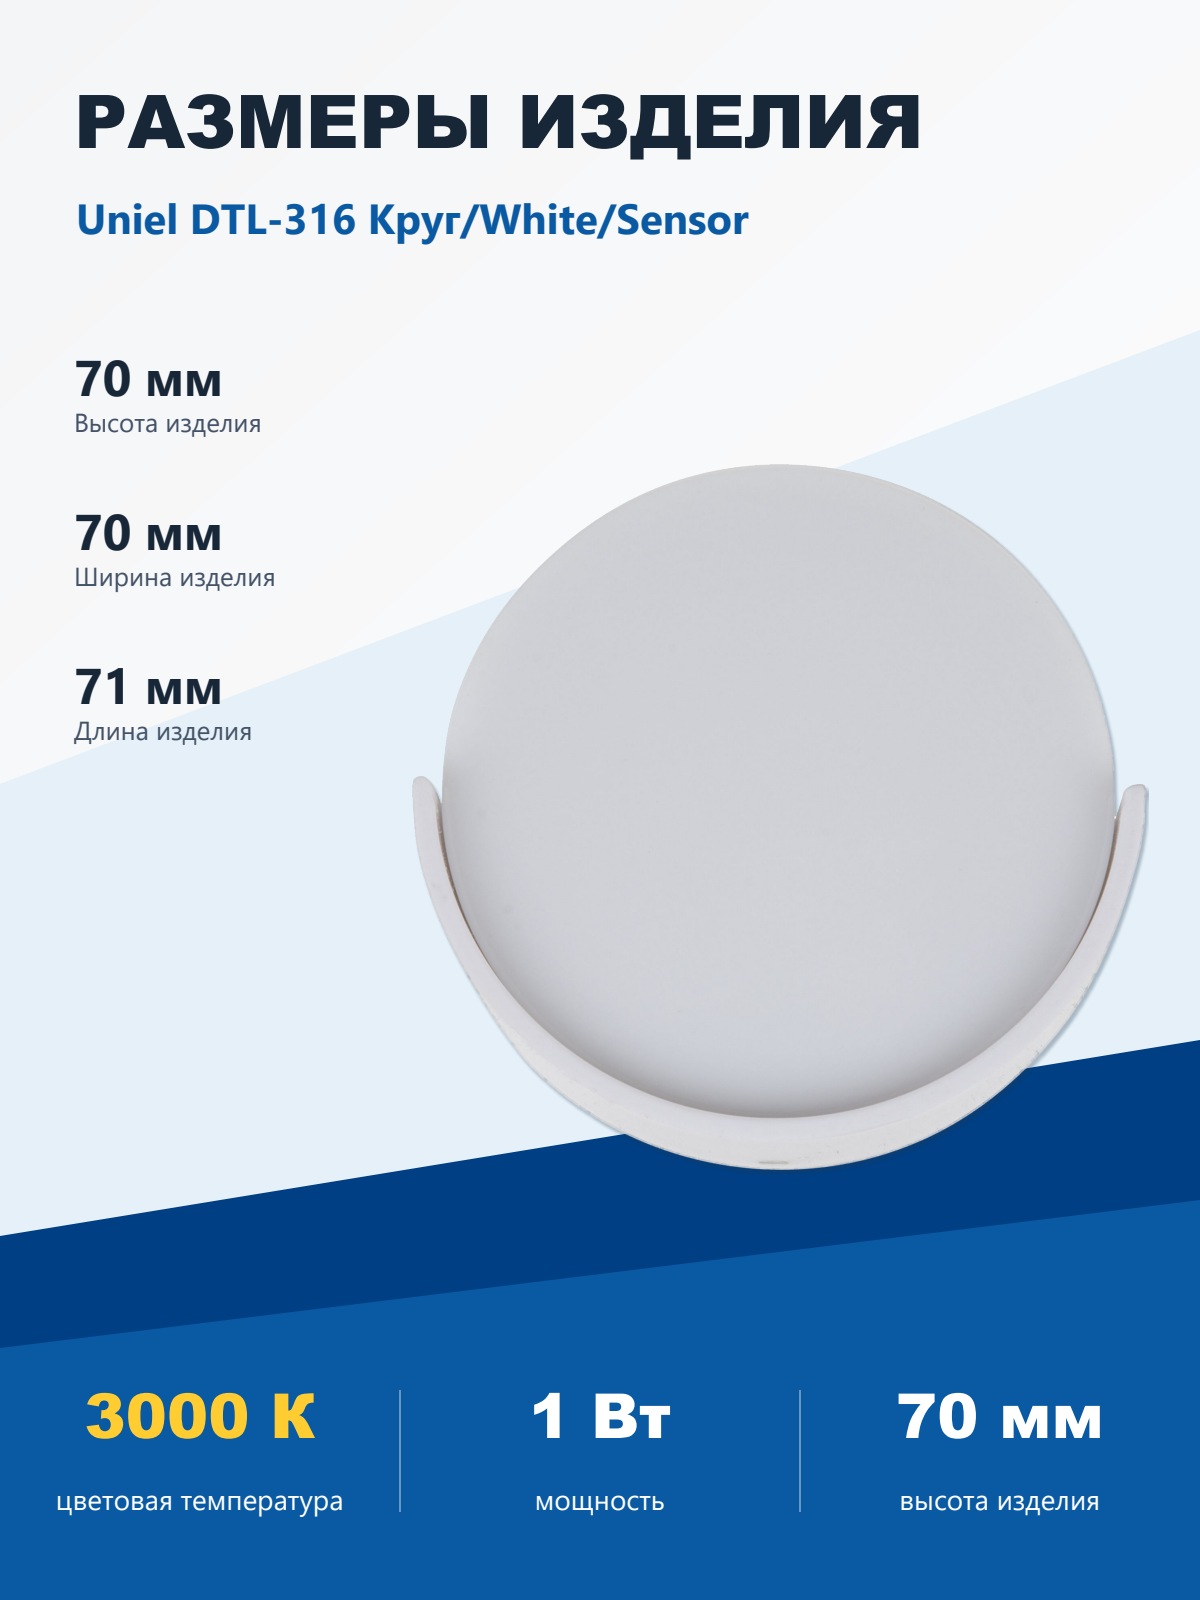 РАЗМЕРЫ ИЗДЕЛИЯ
Uniel DTL-316 Круг/White/Sensor
70 мм
Высота изделия
70 мм
Ширина изделия
71 мм
Длина изделия
3000 К
цветовая температура
1 Вт
мощность
70 мм
высота изделия